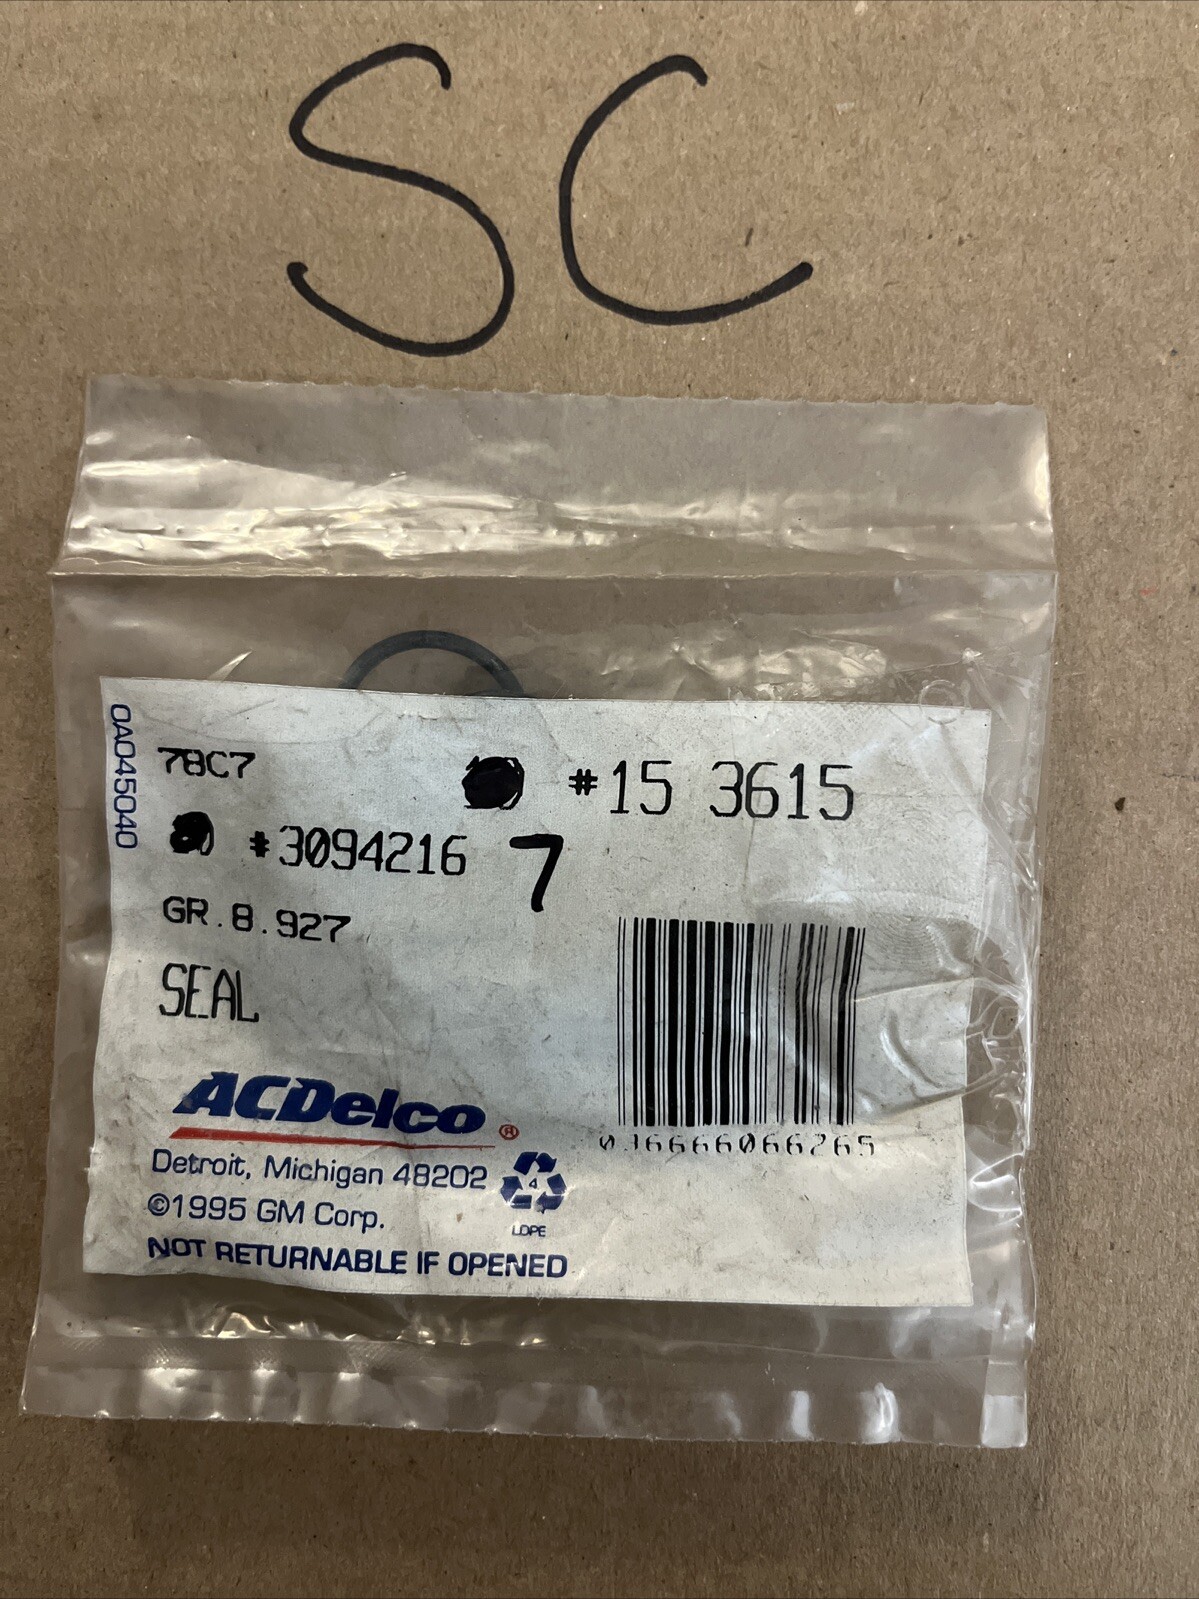 SC
0A045040
78C7 #15 3615
#3094216 7
GR.8.927
SEAL
ACDelco®
Detroit, Michigan 48202
©1995 GM Corp.
NOT RETURNABLE IF OPENED
4
LDPE
036666066265